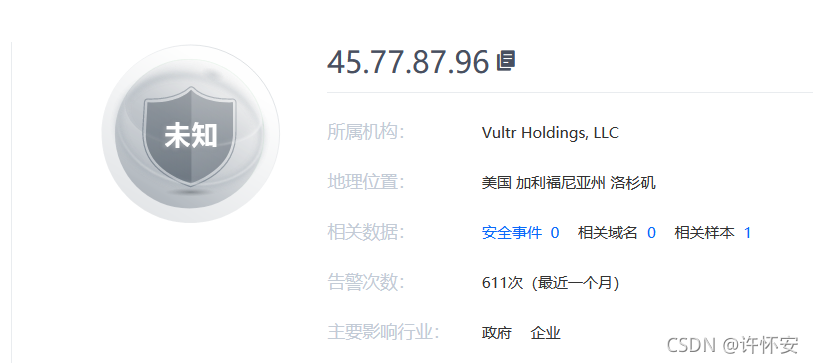 45.77.87.96
未知
所属机构： Vultr Holdings, LLC
地理位置： 美国 加利福尼亚州 洛杉矶
相关数据： 安全事件 0 相关域名 0 相关样本 1
告警次数： 611次（最近一个月）
主要影响行业： 政府 企业
CSDN @许怀安